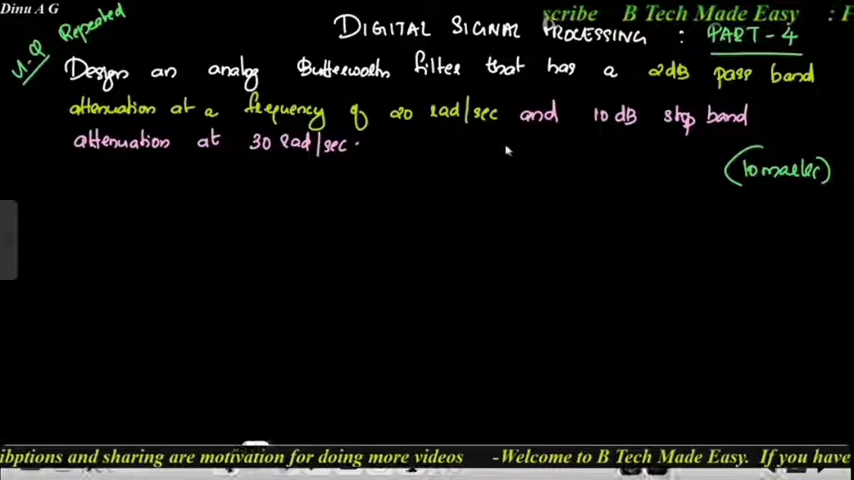 Dinu A G
scribe B Tech Made Easy : F
U.Q Repeated
DIGITAL SIGNAL PROCESSING : PART-4
Design an analog Butterworth filter that has a 2dB pass band
attenuation at a frequency of 20 rad/sec and 10 dB stop band
attenuation at 30 rad/sec.
(10 marks)
ibptions and sharing are motivation for doing more videos -Welcome to B Tech Made Easy. If you have